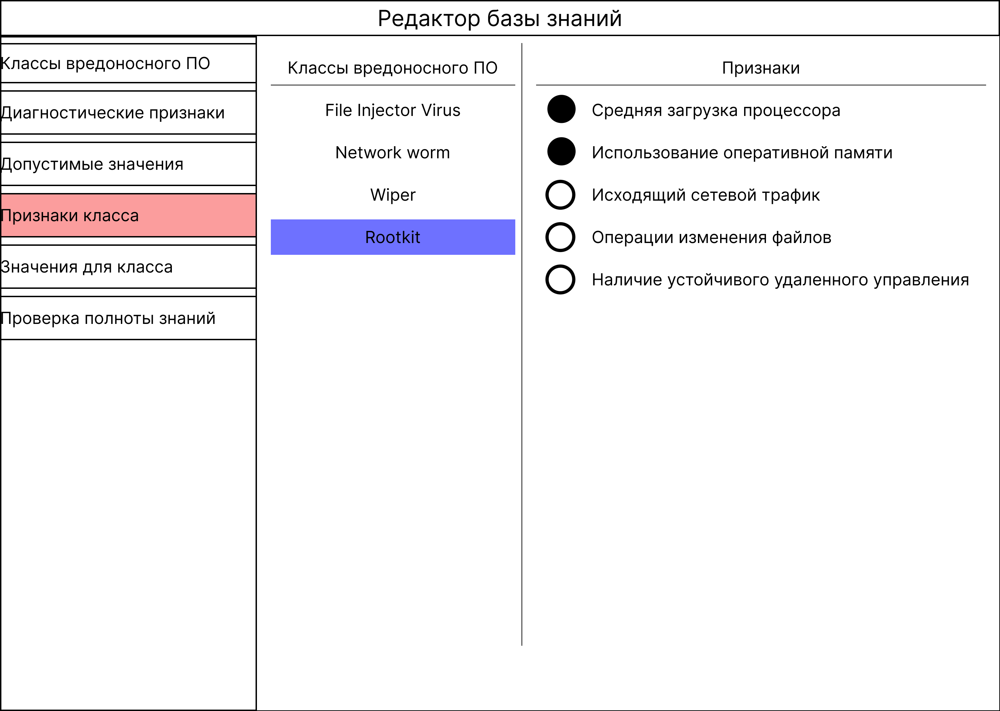 Редактор базы знаний
Классы вредоносного ПО
Диагностические признаки
Допустимые значения
Признаки класса
Значения для класса
Проверка полноты знаний
Классы вредоносного ПО
File Injector Virus
Network worm
Wiper
Rootkit
Признаки
Средняя загрузка процессора
Использование оперативной памяти
Исходящий сетевой трафик
Операции изменения файлов
Наличие устойчивого удаленного управления